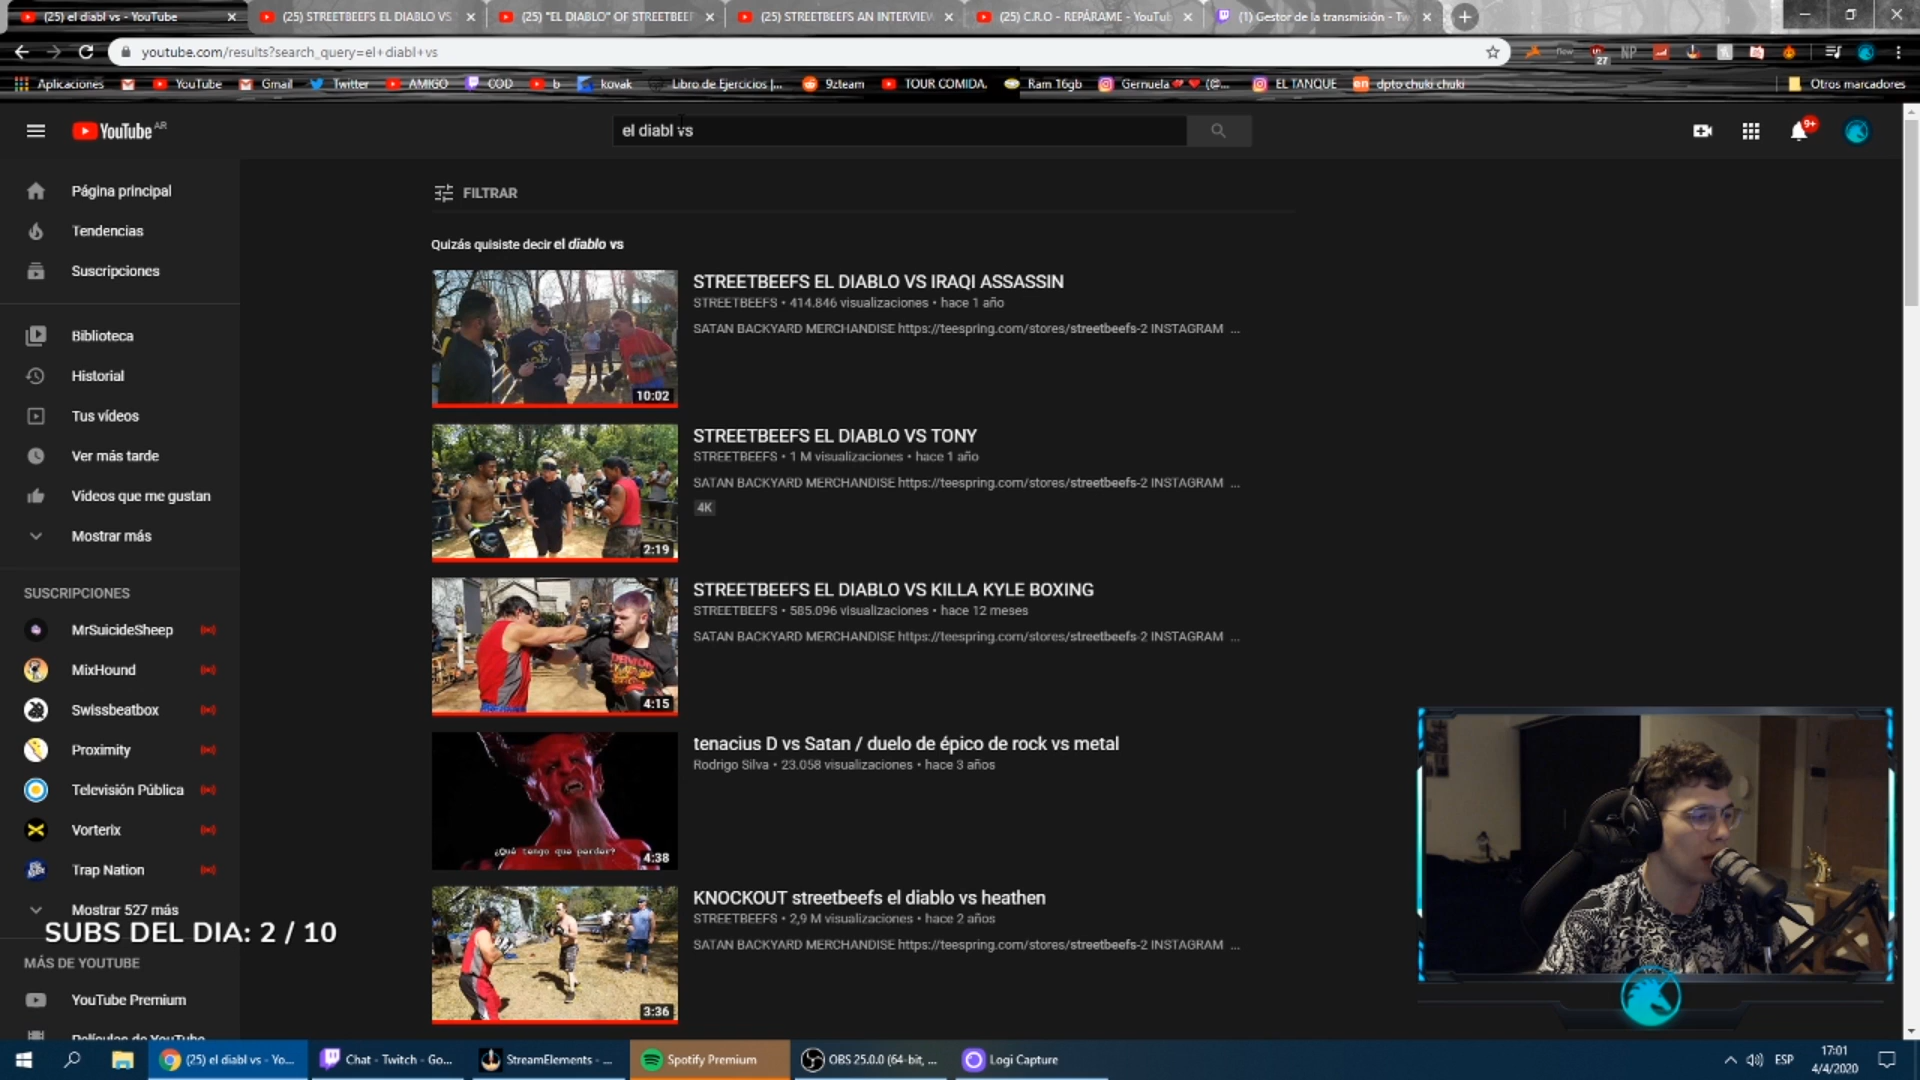 (25) el diabl vs - YouTube
(25) STREETBEEFS EL DIABLO VS
(25) "EL DIABLO" OF STREETBEEF
(25) STREETBEEFS AN INTERVIEW
(25) C.R.O - REPÁRAME - YouTub
(1) Gestor de la transmisión - Tw
youtube.com/results?search_query=el+diabl+vs
27
NP
Aplicaciones
YouTube
Gmail
Twitter
AMIGO
COD
b
kovak
Libro de Ejercicios |...
9zteam
TOUR COMIDA.
Ram 16gb
Gernuela
(@...
EL TANQUE
en
dpto chuki chuki
Otros marcadores
YouTube AR
el diabl vs
9+
Página principal
Tendencias
Suscripciones
Biblioteca
Historial
Tus vídeos
Ver más tarde
Vídeos que me gustan
Mostrar más
SUSCRIPCIONES
MrSuicideSheep
MixHound
Swissbeatbox
Proximity
Televisión Pública
Vorterix
Trap Nation
Mostrar 527 más
SUBS DEL DIA: 2 / 10
MÁS DE YOUTUBE
YouTube Premium
Películas de YouTube
FILTRAR
Quizás quisiste decir el diablo vs
STREETBEEFS EL DIABLO VS IRAQI ASSASSIN
STREETBEEFS • 414.846 visualizaciones • hace 1 año
SATAN BACKYARD MERCHANDISE https://teespring.com/stores/streetbeefs-2 INSTAGRAM ...
10:02
STREETBEEFS EL DIABLO VS TONY
STREETBEEFS • 1 M visualizaciones • hace 1 año
SATAN BACKYARD MERCHANDISE https://teespring.com/stores/streetbeefs-2 INSTAGRAM ...
4K
2:19
STREETBEEFS EL DIABLO VS KILLA KYLE BOXING
STREETBEEFS • 585.096 visualizaciones • hace 12 meses
SATAN BACKYARD MERCHANDISE https://teespring.com/stores/streetbeefs-2 INSTAGRAM ...
4:15
tenacius D vs Satan / duelo de épico de rock vs metal
Rodrigo Silva • 23.058 visualizaciones • hace 3 años
¿Qué tengo que perder?
4:38
KNOCKOUT streetbeefs el diablo vs heathen
STREETBEEFS • 2,9 M visualizaciones • hace 2 años
SATAN BACKYARD MERCHANDISE https://teespring.com/stores/streetbeefs-2 INSTAGRAM ...
3:36
(25) el diabl vs - Yo...
Chat - Twitch - Go...
StreamElements - ...
Spotify Premium
OBS 25.0.0 (64-bit, ...
Logi Capture
ESP
17:01
4/4/2020